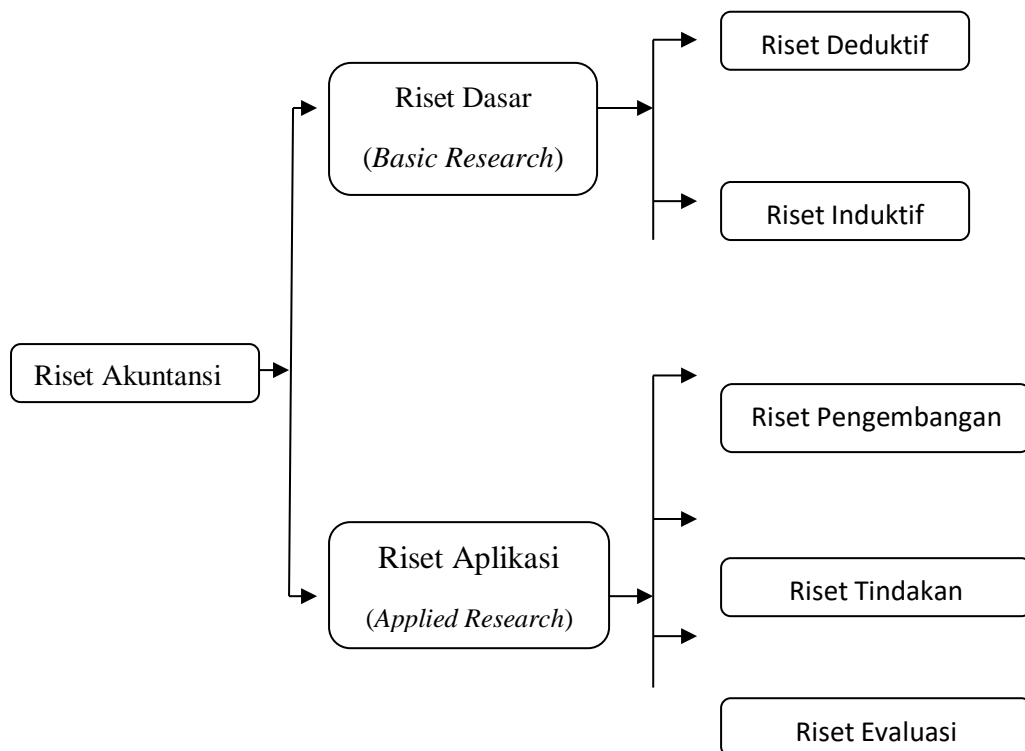 Riset Deduktif
Riset Dasar
(Basic Research)
Riset Induktif
Riset Akuntansi
Riset Pengembangan
Riset Aplikasi
(Applied Research)
Riset Tindakan
Riset Evaluasi